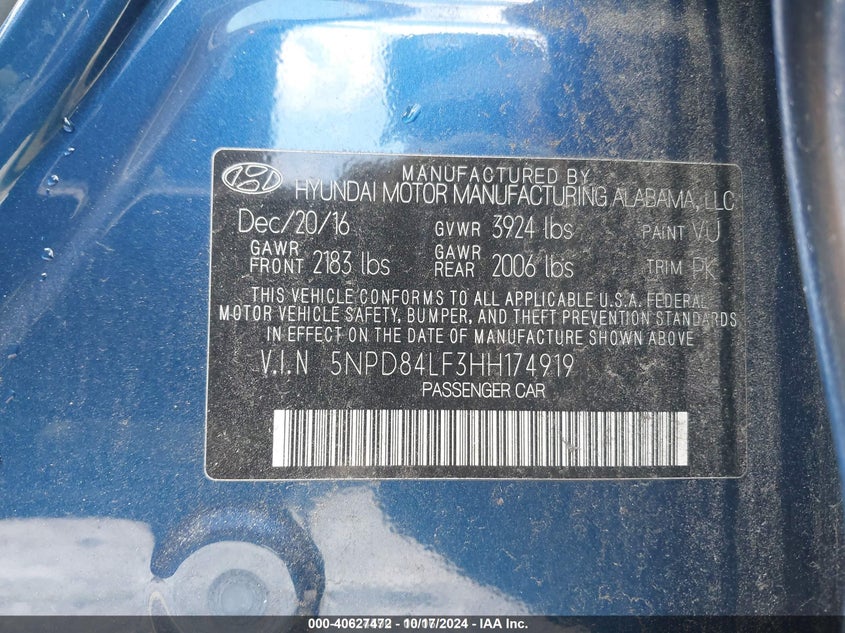 MANUFACTURED BY
HYUNDAI MOTOR MANUFACTURING ALABAMA, LLC
Dec/20/16 GVWR 3924 lbs PAINT VU
GAWR FRONT 2183 lbs GAWR REAR 2006 lbs TRIM PK
THIS VEHICLE CONFORMS TO ALL APPLICABLE U.S.A. FEDERAL
MOTOR VEHICLE SAFETY, BUMPER, AND THEFT PREVENTION STANDARDS
IN EFFECT ON THE DATE OF MANUFACTURE SHOWN ABOVE
V.I.N 5NPD84LF3HH174919
PASSENGER CAR
000-40627472 - 10/17/2024 - IAA Inc.